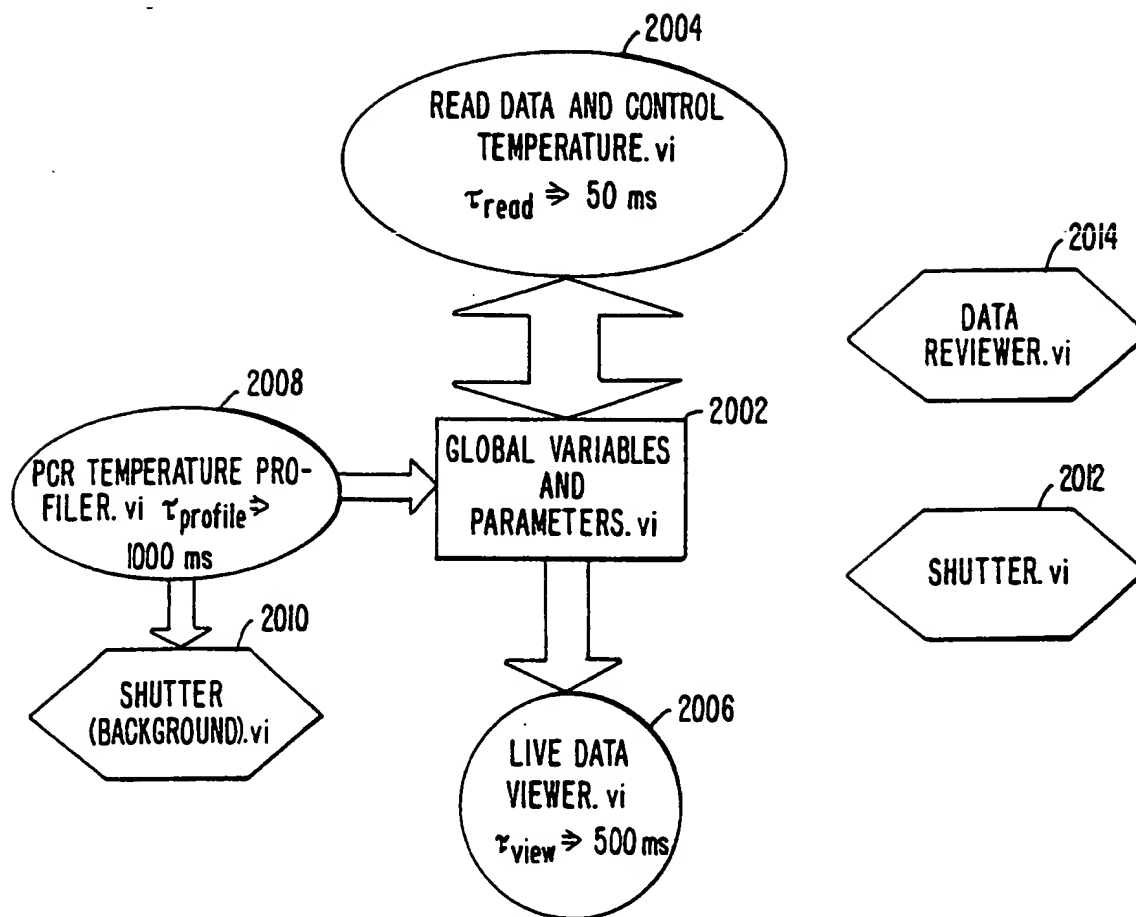 2004
READ DATA AND CONTROL
TEMPERATURE. vi
τread ⇒ 50 ms
2014
DATA
REVIEWER. vi
2008
PCR TEMPERATURE PRO-
FILER. vi τprofile ⇒
1000 ms
2002
GLOBAL VARIABLES
AND
PARAMETERS. vi
2012
SHUTTER. vi
2010
SHUTTER
(BACKGROUND). vi
2006
LIVE DATA
VIEWER. vi
τview ⇒ 500 ms